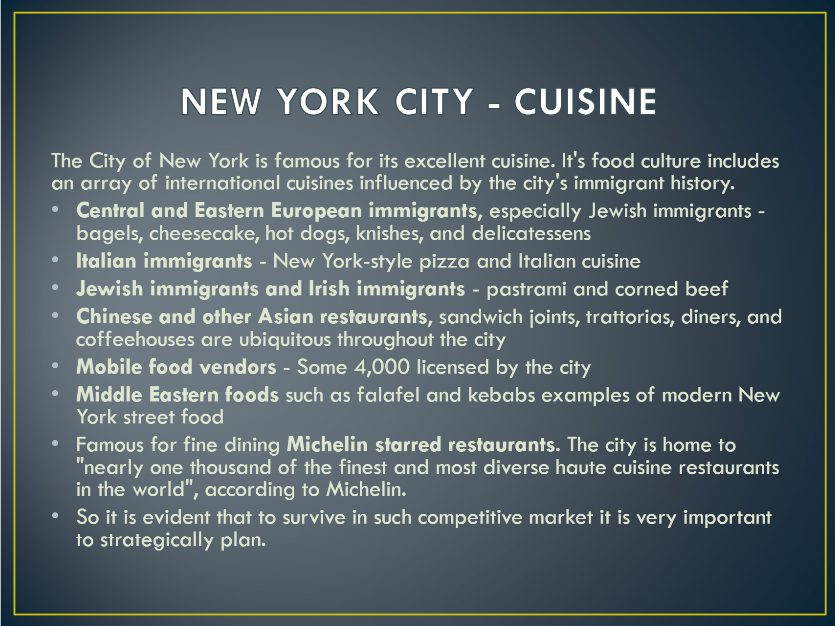 NEW YORK CITY - CUISINE
The City of New York is famous for its excellent cuisine. It's food culture includes
an array of international cuisines influenced by the city's immigrant history.
• Central and Eastern European immigrants, especially Jewish immigrants -
bagels, cheesecake, hot dogs, knishes, and delicatessens
• Italian immigrants - New York-style pizza and Italian cuisine
• Jewish immigrants and Irish immigrants - pastrami and corned beef
• Chinese and other Asian restaurants, sandwich joints, trattorias, diners, and
coffeehouses are ubiquitous throughout the city
• Mobile food vendors - Some 4,000 licensed by the city
• Middle Eastern foods such as falafel and kebabs examples of modern New
York street food
• Famous for fine dining Michelin starred restaurants. The city is home to
"nearly one thousand of the finest and most diverse haute cuisine restaurants
in the world", according to Michelin.
• So it is evident that to survive in such competitive market it is very important
to strategically plan.